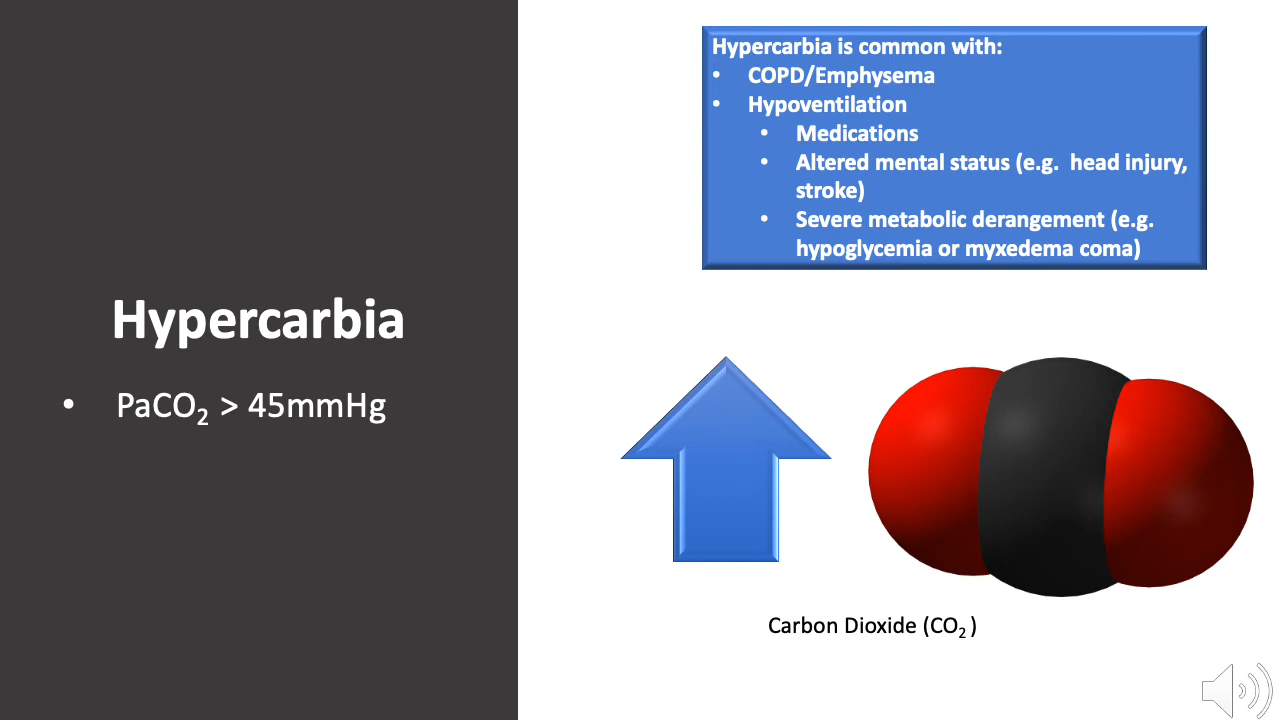 Hypercarbia
• PaCO₂ > 45mmHg
Hypercarbia is common with:
• COPD/Emphysema
• Hypoventilation
• Medications
• Altered mental status (e.g.  head injury,
stroke)
• Severe metabolic derangement (e.g.
hypoglycemia or myxedema coma)
Carbon Dioxide (CO₂ )